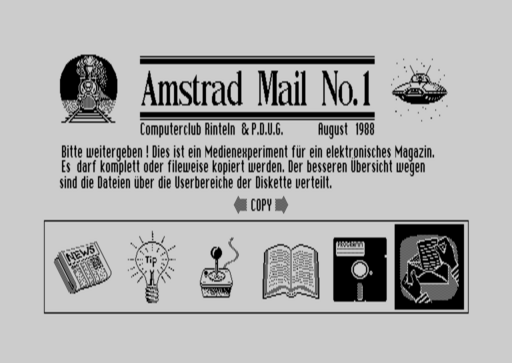 Amstrad Mail No.1
Computerclub Rinteln & P.D.U.G. August 1988
Bitte weitergeben ! Dies ist ein Medienexperiment für ein elektronisches Magazin.
Es darf komplett oder fileweise kopiert werden. Der besseren Übersicht wegen
sind die Dateien über die Userbereiche der Diskette verteilt.
COPY
NEWS
Tip